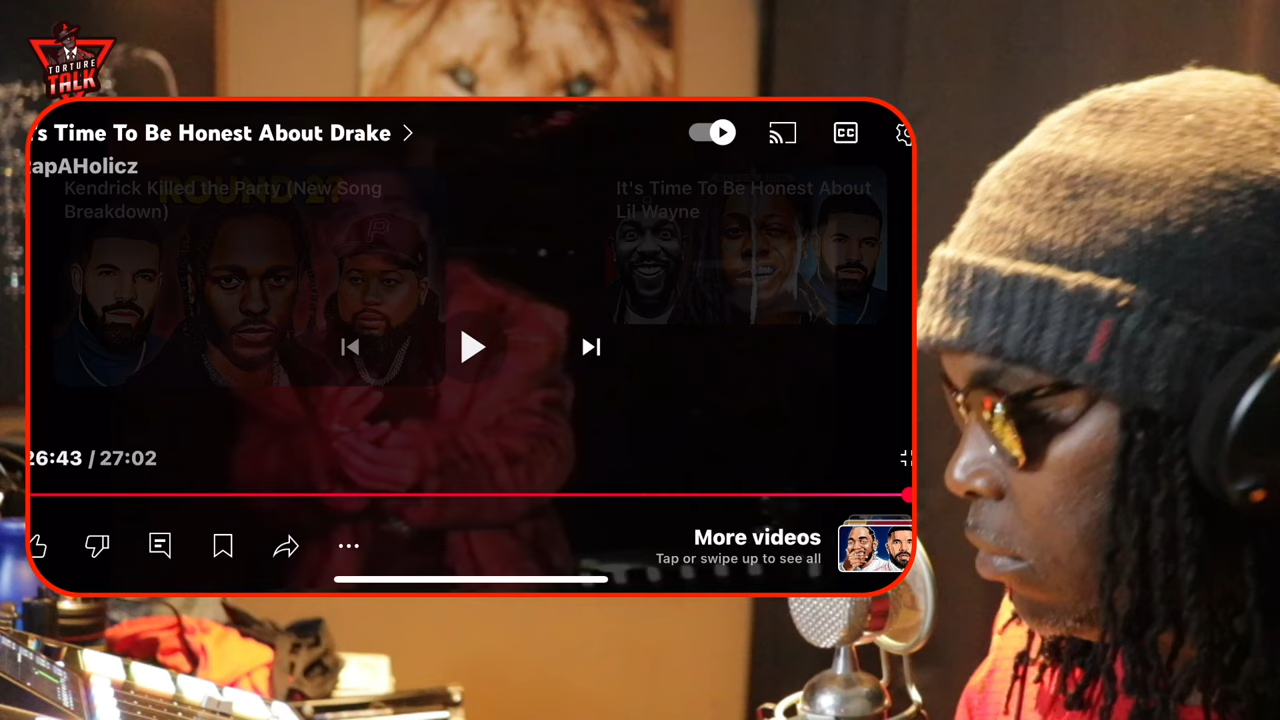 TORTURE
TALK
's Time To Be Honest About Drake
CC
apAHolicz
Kendrick Killed the Party (New Song
Breakdown)
ROUND 2?
It's Time To Be Honest About
Lil Wayne
26:43 / 27:02
More videos
Tap or swipe up to see all